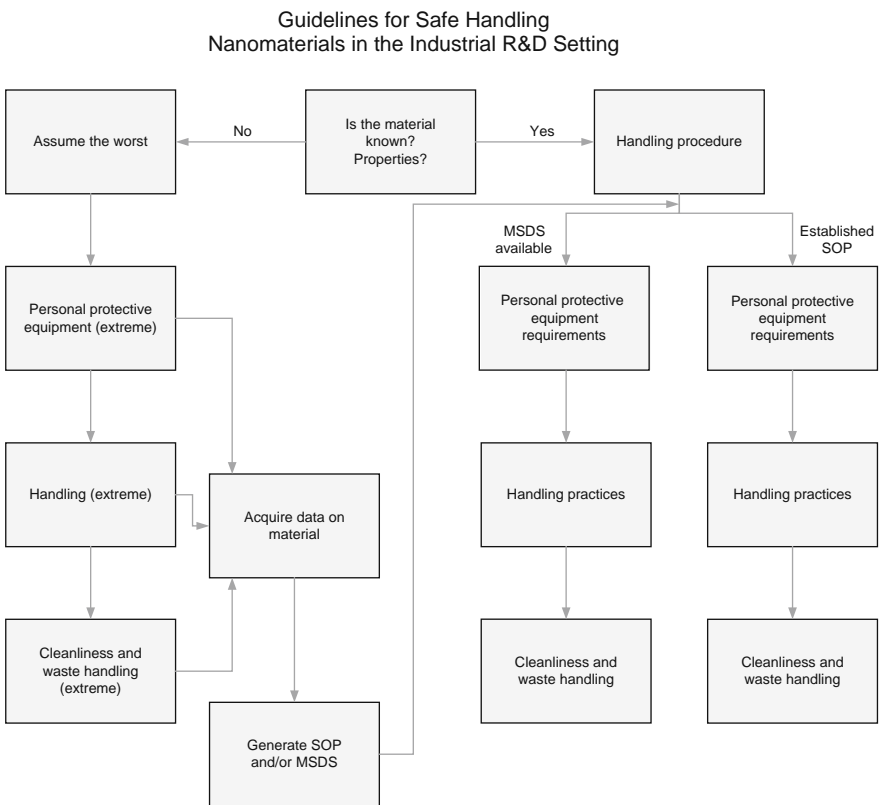 Guidelines for Safe Handling
Nanomaterials in the Industrial R&D Setting
Assume the worst
No
Is the material
known?
Properties?
Yes
Handling procedure
MSDS
available
Established
SOP
Personal protective
equipment (extreme)
Personal protective
equipment
requirements
Personal protective
equipment
requirements
Handling (extreme)
Acquire data on
material
Handling practices
Handling practices
Cleanliness and
waste handling
(extreme)
Cleanliness and
waste handling
Cleanliness and
waste handling
Generate SOP
and/or MSDS